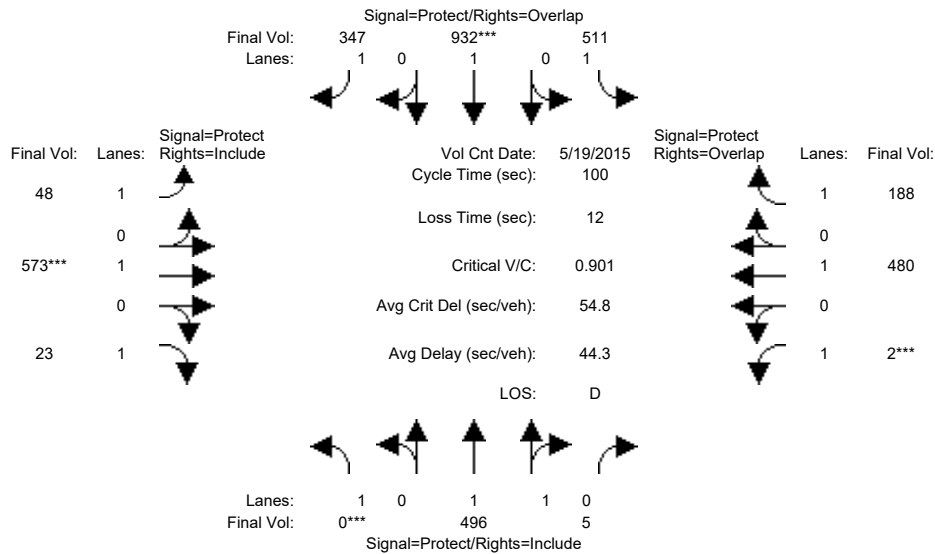 Signal=Protect/Rights=Overlap
Final Vol: 347 932*** 511
Lanes: 1 0 1 0 1
Signal=Protect Signal=Protect
Final Vol: Lanes: Rights=Include Vol Cnt Date: 5/19/2015 Rights=Overlap Lanes: Final Vol:
Cycle Time (sec): 100
48 1 1 188
Loss Time (sec): 12
0 0
573*** 1 Critical V/C: 0.901 1 480
0 Avg Crit Del (sec/veh): 54.8 0
23 1 Avg Delay (sec/veh): 44.3 1 2***
LOS: D
Lanes: 1 0 1 1 0
Final Vol: 0*** 496 5
Signal=Protect/Rights=Include